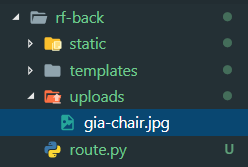 rf-back
static
templates
uploads
gia-chair.jpg
route.py U